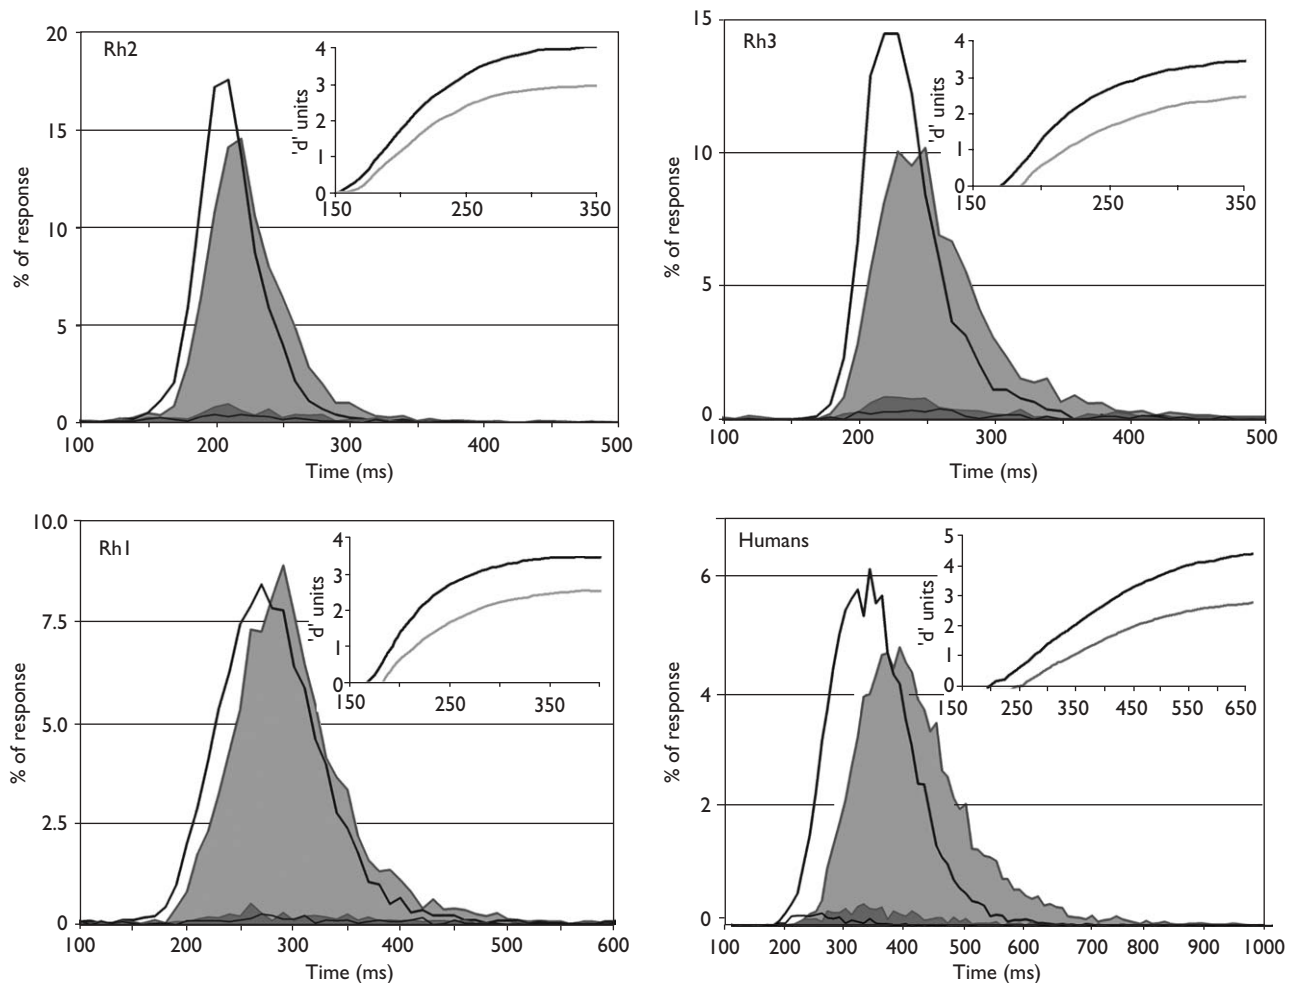 Rh2
% of response
20
15
10
5
0
100 200 300 400 500
Time (ms)
'd' units
4
3
2
1
0
150 250 350
Rh3
% of response
15
10
5
0
100 200 300 400 500
Time (ms)
'd' units
4
3
2
1
0
150 250 350
Rh1
% of response
10.0
7.5
5.0
2.5
0
100 200 300 400 500 600
Time (ms)
'd' units
4
3
2
1
0
150 250 350
Humans
% of response
6
4
2
0
100 200 300 400 500 600 700 800 900 1000
Time (ms)
'd' units
5
4
3
2
1
0
150 250 350 450 550 650